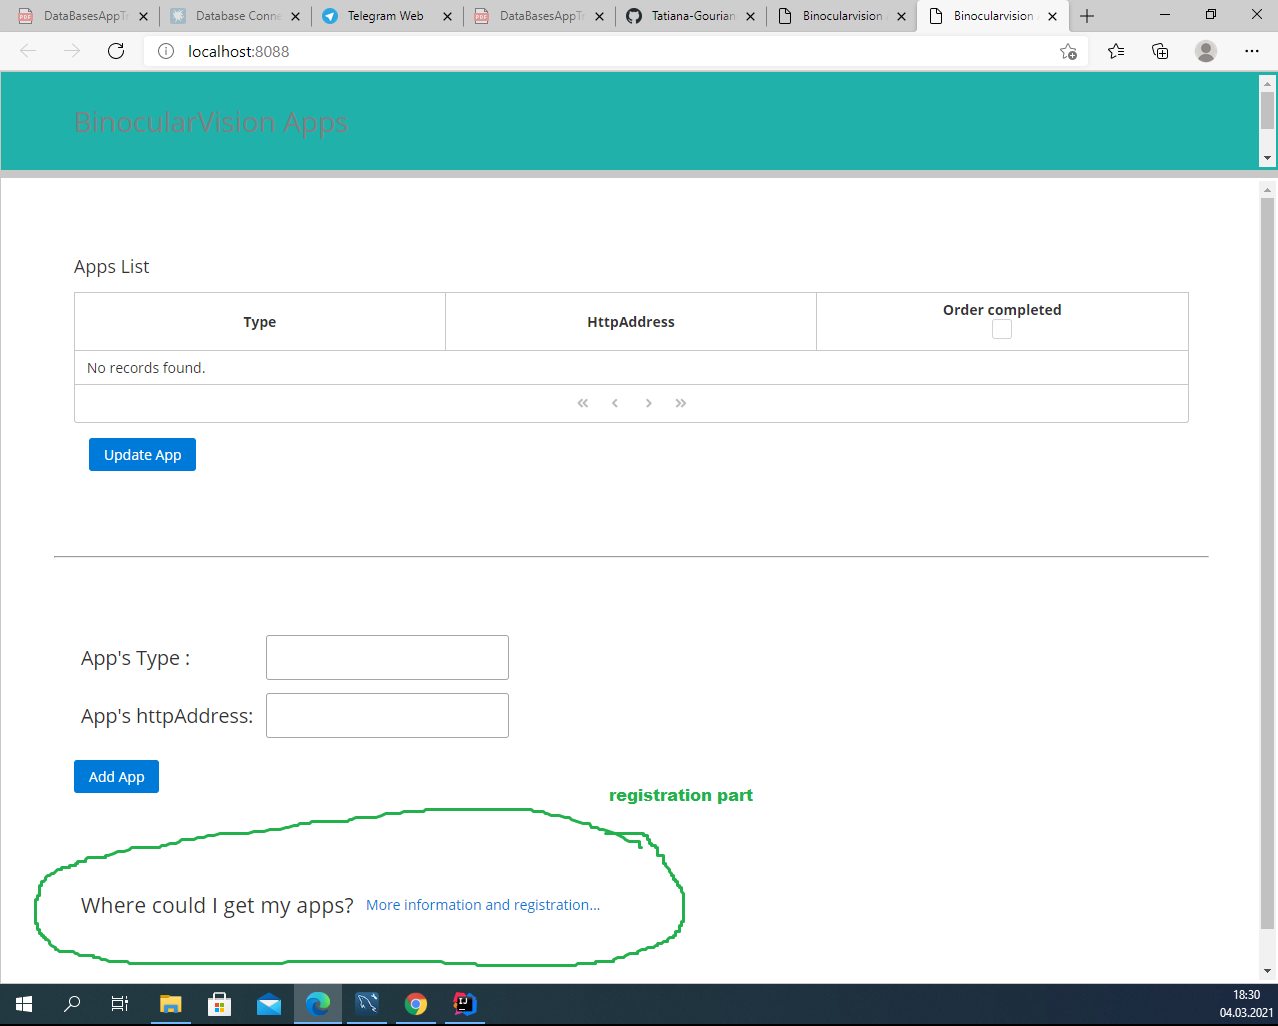 DataBasesAppTr
Database Conne
Telegram Web
DataBasesAppTr
Tatiana-Gourian
Binocularvision
Binocularvision
localhost:8088
BinocularVision Apps
Apps List
Type HttpAddress Order completed
No records found.
Update App
App's Type :
App's httpAddress:
Add App
registration part
Where could I get my apps? More information and registration...
18:30
04.03.2021